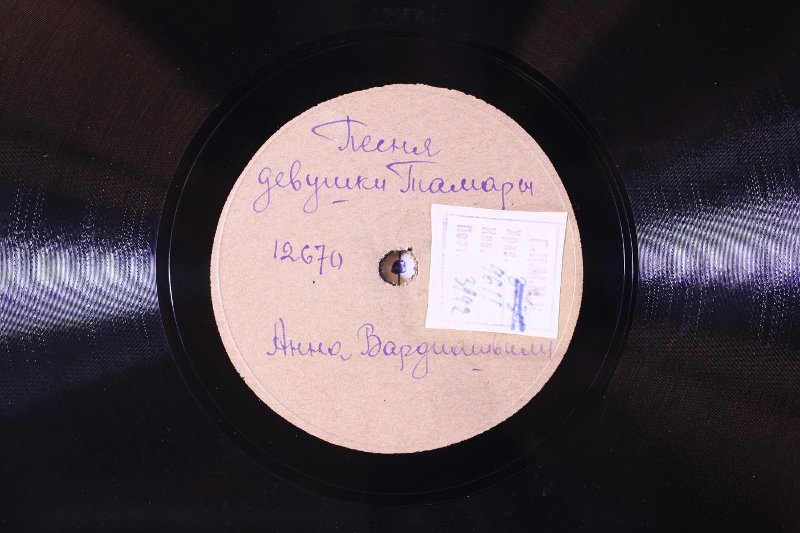 Песня
девушки Тамары
12670
Анна Вардиашвили